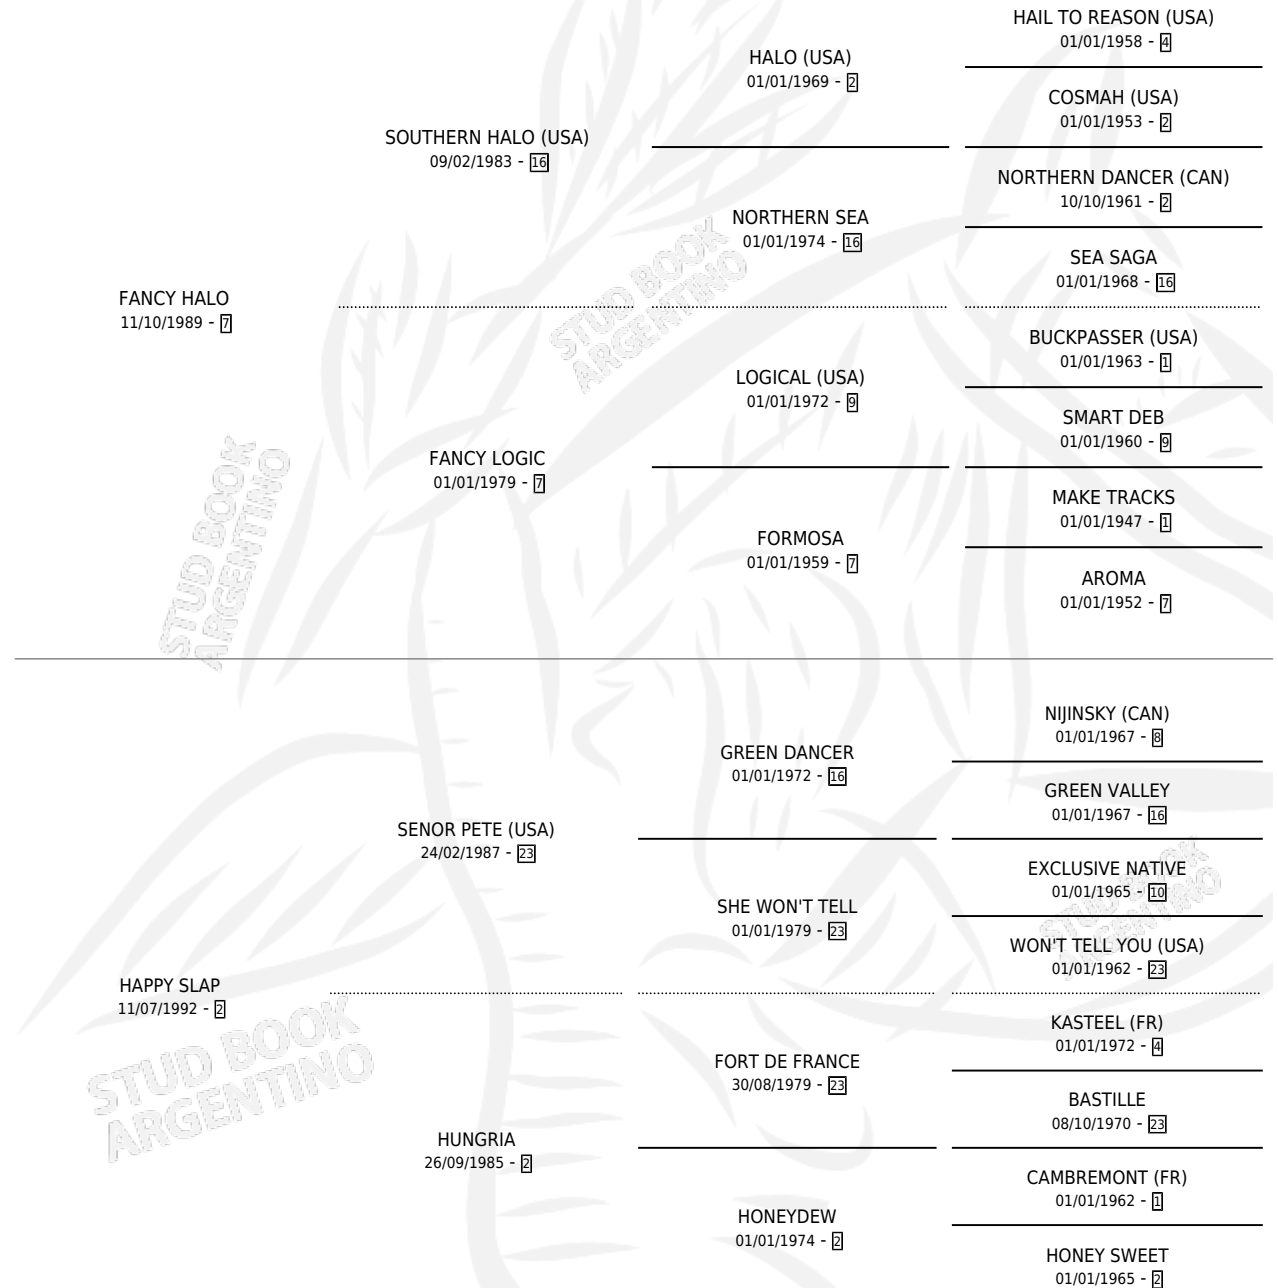 HAIL TO REASON (USA)
01/01/1958 - 4
HALO (USA)
01/01/1969 - 2
COSMAH (USA)
01/01/1953 - 2
SOUTHERN HALO (USA)
09/02/1983 - 16
NORTHERN DANCER (CAN)
10/10/1961 - 2
NORTHERN SEA
01/01/1974 - 16
SEA SAGA
01/01/1968 - 16
FANCY HALO
11/10/1989 - 7
STUD BOOK
ARGENTINO
BUCKPASSER (USA)
01/01/1963 - 1
LOGICAL (USA)
01/01/1972 - 9
SMART DEB
01/01/1960 - 9
FANCY LOGIC
01/01/1979 - 7
MAKE TRACKS
01/01/1947 - 1
FORMOSA
01/01/1959 - 7
AROMA
01/01/1952 - 7
STUD BOOK
ARGENTINO
NIJINSKY (CAN)
01/01/1967 - 8
GREEN DANCER
01/01/1972 - 16
GREEN VALLEY
01/01/1967 - 16
SENOR PETE (USA)
24/02/1987 - 23
EXCLUSIVE NATIVE
01/01/1965 - 10
SHE WON'T TELL
01/01/1979 - 23
WON'T TELL YOU (USA)
01/01/1962 - 23
STUD BOOK
ARGENTINO
HAPPY SLAP
11/07/1992 - 2
KASTEEL (FR)
01/01/1972 - 4
FORT DE FRANCE
30/08/1979 - 23
BASTILLE
08/10/1970 - 23
STUD BOOK
ARGENTINO
HUNGRIA
26/09/1985 - 2
CAMBREMONT (FR)
01/01/1962 - 1
HONEYDEW
01/01/1974 - 2
HONEY SWEET
01/01/1965 - 2